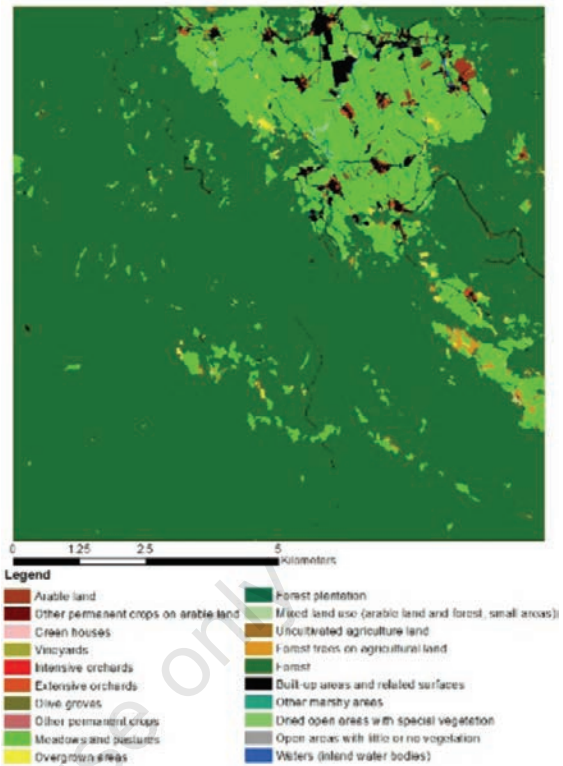 0 1.25 2.5 5
Kilometers
Legend
Arable land
Other permanent crops on arable land
Green houses
Vineyards
Intensive orchards
Extensive orchards
Olive groves
Other permanent crops
Meadows and pastures
Overgrown areas
Forest plantation
Mixed land use (arable land and forest, small areas)
Uncultivated agriculture land
Forest trees on agricultural land
Forest
Built-up areas and related surfaces
Other marshy areas
Dried open areas with special vegetation
Open areas with little or no vegetation
Waters (inland water bodies)
se only